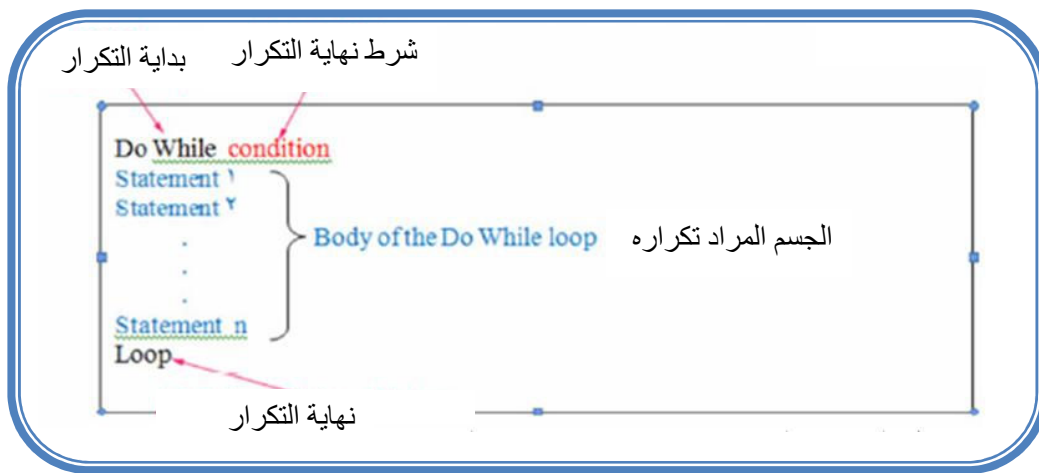 بداية التكرار شرط نهاية التكرار
Do While condition
Statement ١
Statement ٢
.
Body of the Do While loop الجسم المراد تكراره
.
.
Statement n
Loop
نهاية التكرار